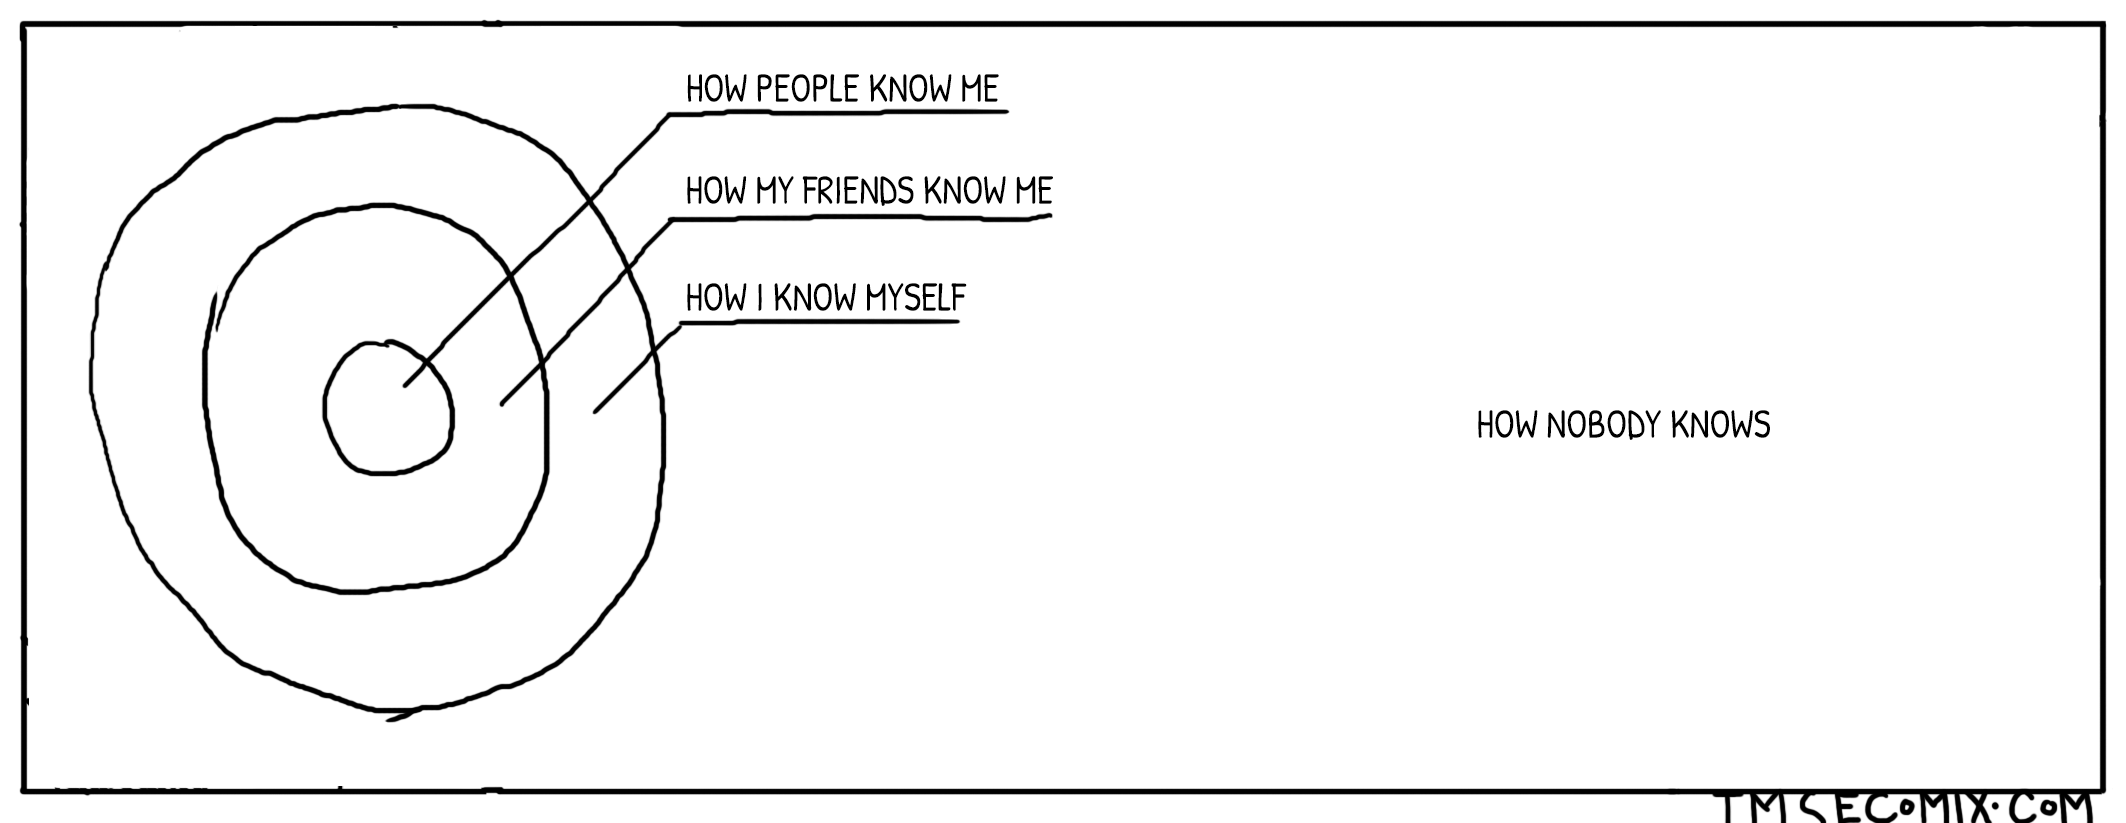 HOW PEOPLE KNOW ME
HOW MY FRIENDS KNOW ME
HOW I KNOW MYSELF
HOW NOBODY KNOWS
TMSECOMIX.COM